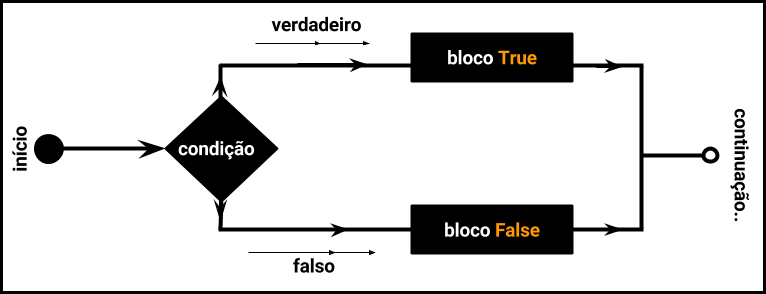 verdadeiro
bloco True
início
condição
continuação..
bloco False
falso